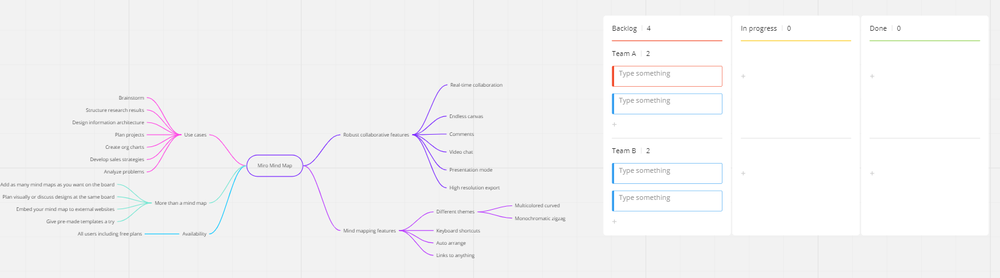 Brainstorm
Structure research results
Design information architecture
Plan projects
Create org charts
Develop sales strategies
Analyze problems
Use cases
Add as many mind maps as you want on the board
Plan visually or discuss designs at the same board
Embed your mind map to external websites
Give pre-made templates a try
More than a mind map
All users including free plans
Availability
Miro Mind Map
Robust collaborative features
Real-time collaboration
Endless canvas
Comments
Video chat
Presentation mode
High resolution export
Mind mapping features
Different themes
Multicolored curved
Monochromatic zigzag
Keyboard shortcuts
Auto arrange
Links to anything
Backlog | 4
In progress | 0
Done | 0
Team A | 2
Type something
+
+
Type something
+
Team B | 2
Type something
+
+
Type something
+